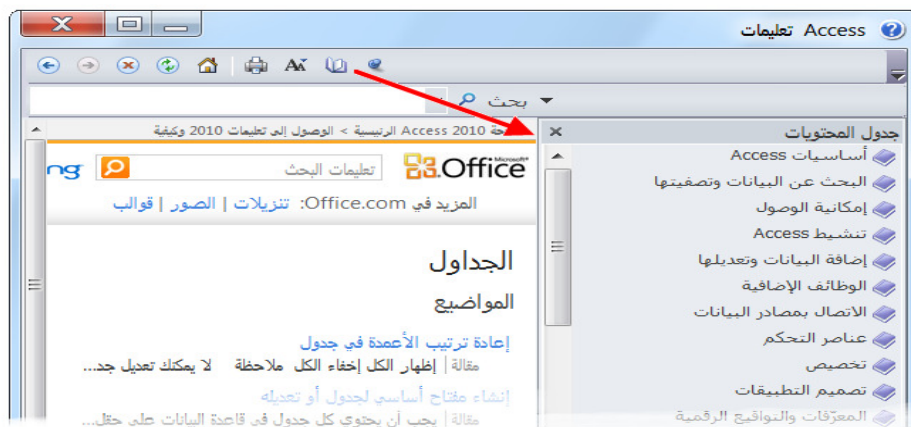 تعليمات Access
بحث
جدول المحتويات
أساسيات Access
البحث عن البيانات وتصفيتها
إمكانية الوصول
تنشيط Access
إضافة البيانات وتعديلها
الوظائف الإضافية
الاتصال بمصادر البيانات
عناصر التحكم
تخصيص
تصميم التطبيقات
المعرّفات والتواقيع الرقمية
Access 2010 الرئيسية > الوصول إلى تعليمات 2010 وكيفية
Microsoft
Office
تعليمات البحث
ng
المزيد في Office.com: تنزيلات | الصور | قوالب
الجداول
المواضيع
إعادة ترتيب الأعمدة في جدول
مقالة | إظهار الكل إخفاء الكل ملاحظة لا يمكنك تعديل جد...
إنشاء مفتاح أساسي لجدول أو تعديله
مقالة | يجب أن يحتوي كل جدول في قاعدة البيانات على حقل...